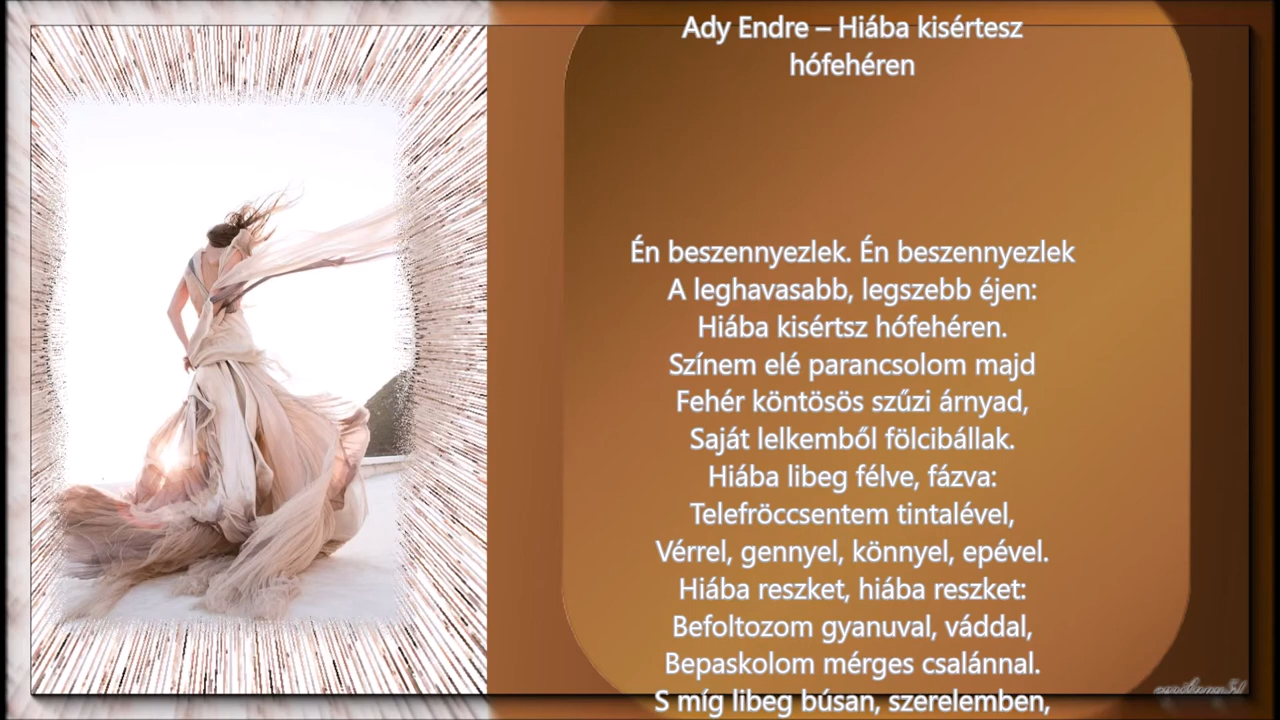 Ady Endre – Hiába kisértesz
hófehéren
Én beszennyezlek. Én beszennyezlek
A leghavasabb, legszebb éjen:
Hiába kisértsz hófehéren.
Színem elé parancsolom majd
Fehér köntösös szűzi árnyad,
Saját lelkemből fölcibállak.
Hiába libeg félve, fázva:
Telefröccsentem tintalével,
Vérrel, gennyel, könnyel, epével.
Hiába reszket, hiába reszket:
Befoltozom gyanuval, váddal,
Bepaskolom mérges csalánnal.
S míg libeg búsan, szerelemben,